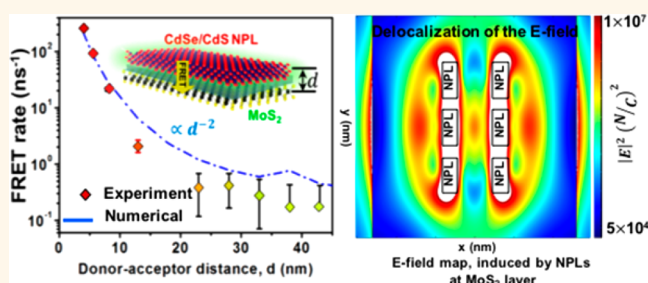 CdSe/CdS NPL
FRET
d
MoS₂
∝ d⁻²
Experiment
Numerical
FRET rate (ns⁻¹)
10²
10¹
10⁰
10⁻¹
0 10 20 30 40
Donor-acceptor distance, d (nm)
Delocalization of the E-field
NPL NPL
NPL NPL
NPL NPL
y (nm)
x (nm)
E-field map, induced by NPLs
at MoS₂ layer
1×10⁷
|E|² (N/C)²
5×10⁴